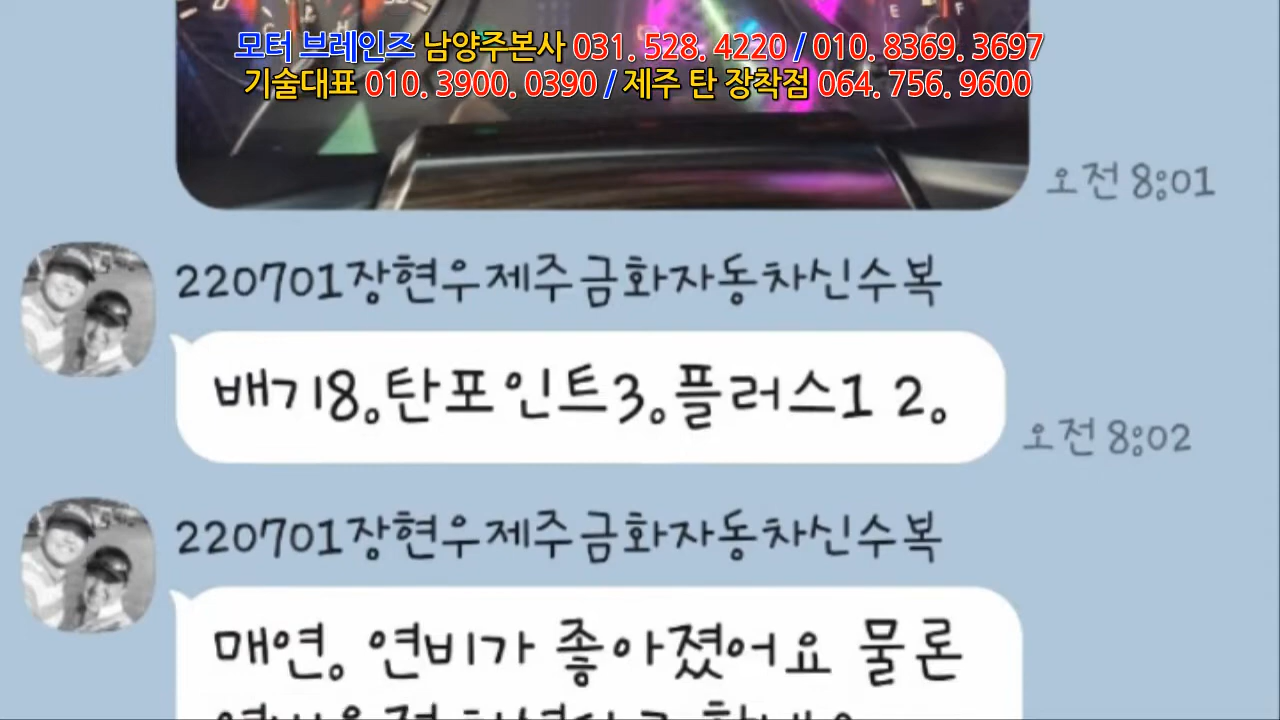 모터 브레인즈 남양주본사 031. 528. 4220 / 010. 8369. 3697
기술대표 010. 3900. 0390 / 제주 탄 장착점 064. 756. 9600
오전 8:01
220701장현우제주금화자동차신수복
배기8.탄포인트3.플러스1 2.
오전 8:02
220701장현우제주금화자동차신수복
매연. 연비가 좋아졌어요 물론